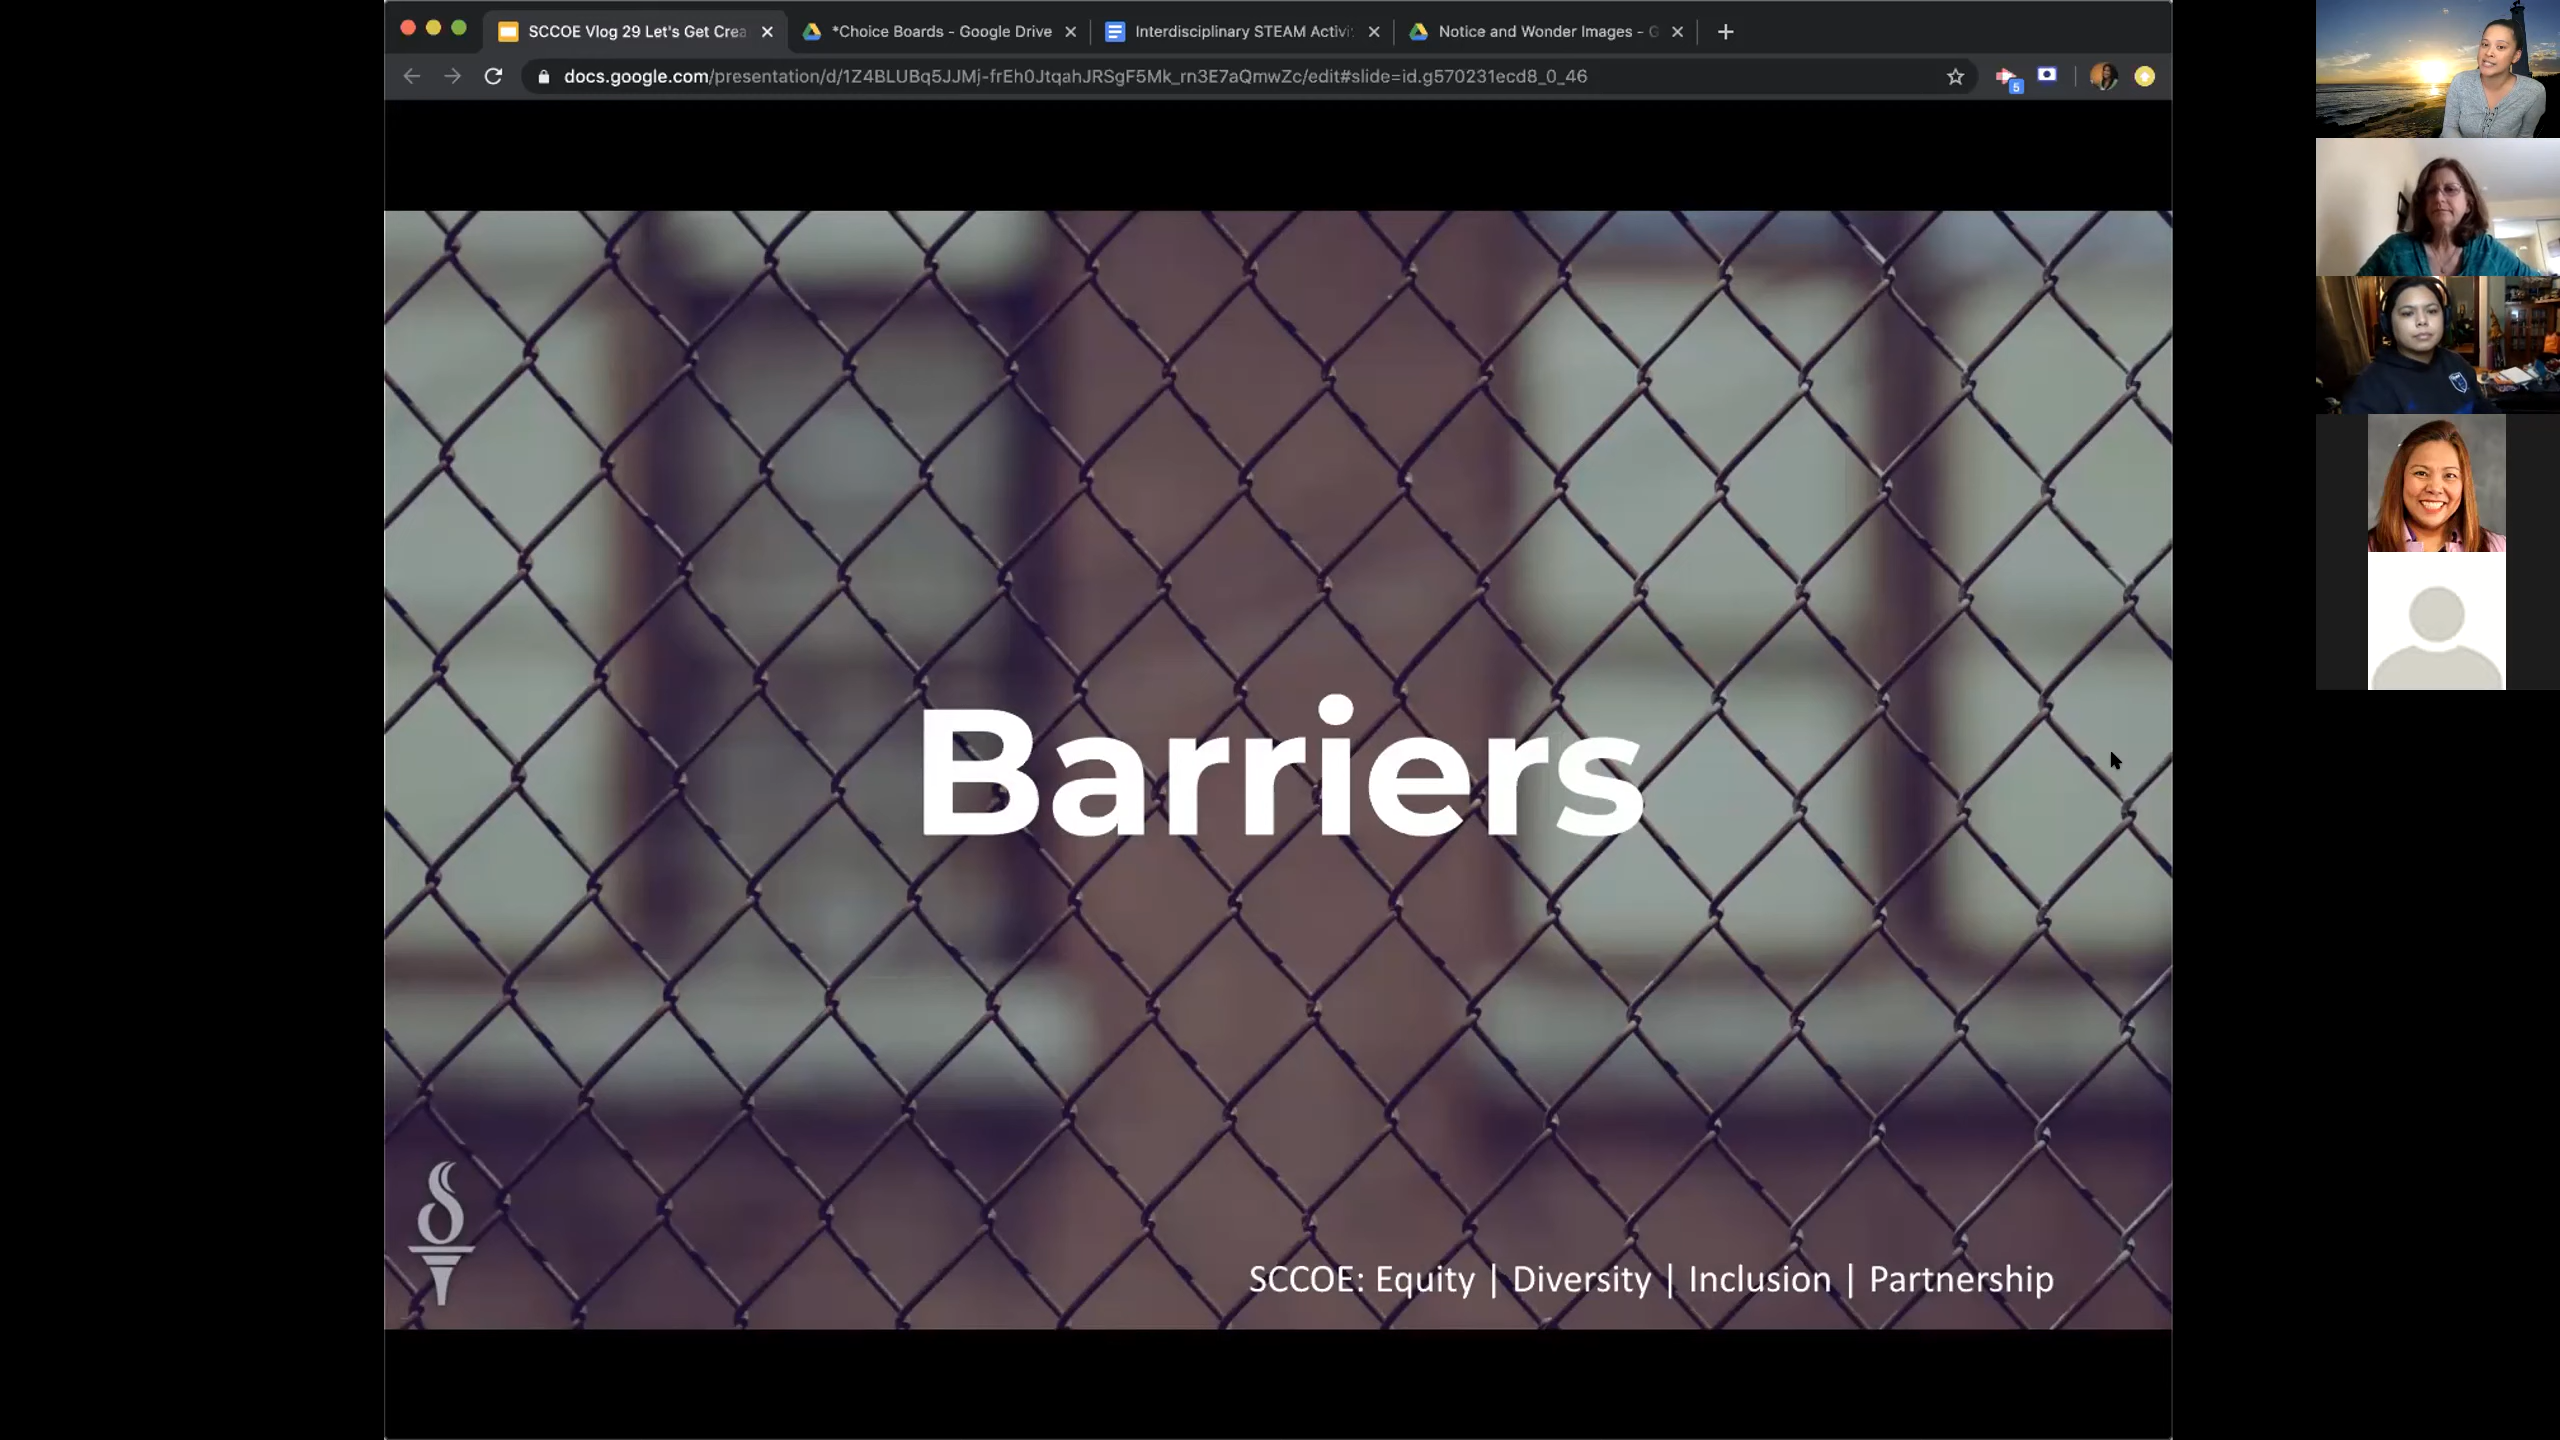 SCCOE Vlog 29 Let's Get Crea
*Choice Boards - Google Drive
Interdisciplinary STEAM Activi
Notice and Wonder Images - G
docs.google.com/presentation/d/1Z4BLUBq5JJMj-frEh0JtqahJRSgF5Mk_rn3E7aQmwZc/edit#slide=id.g570231ecd8_0_46
5
Barriers
SCCOE: Equity | Diversity | Inclusion | Partnership